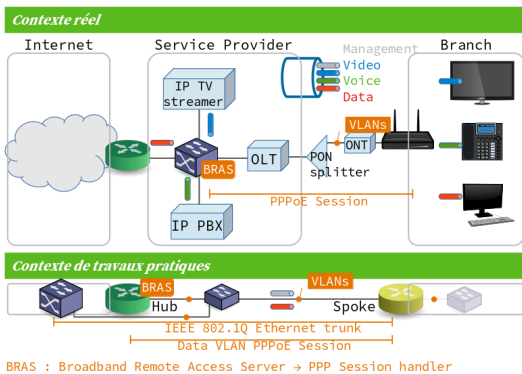 Contexte réel
Internet
Service Provider
Branch
Management
Video
Voice
Data
IP TV
streamer
VLANs
BRAS
OLT
PON
splitter
ONT
PPPoE Session
IP PBX
Contexte de travaux pratiques
BRAS
VLANs
Hub
Spoke
IEEE 802.1Q Ethernet trunk
Data VLAN PPPoE Session
BRAS : Broadband Remote Access Server → PPP Session handler